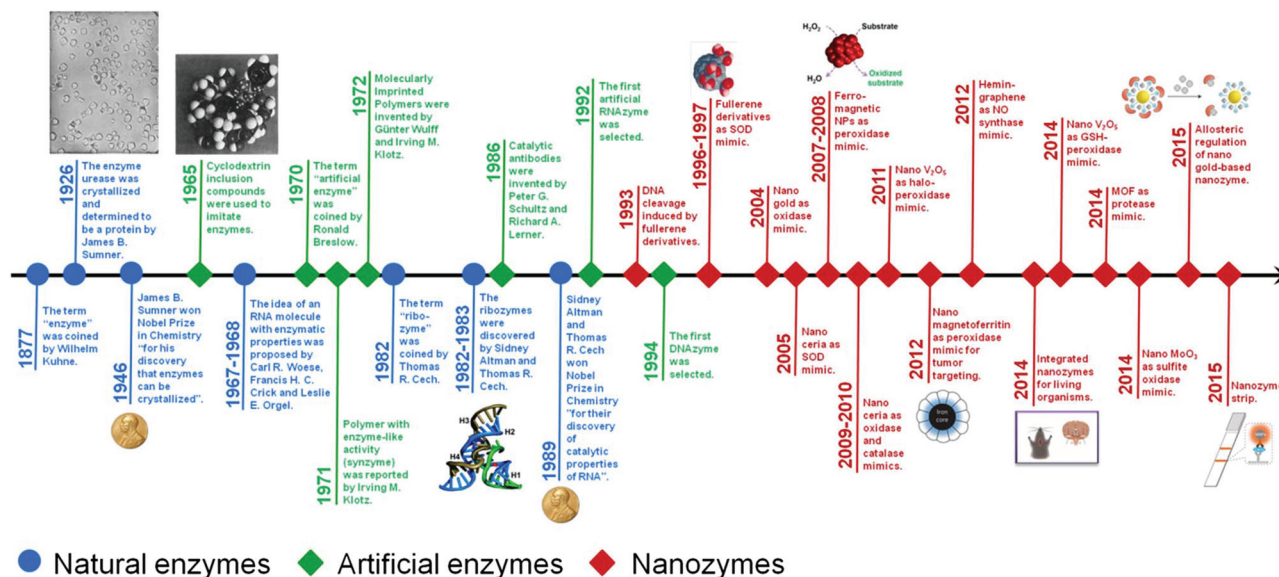 1877
The term
“enzyme”
was coined
by Wilhelm
Kuhne.
1926
The enzyme
urease was
crystallized
and
determined to
be a protein by
James B.
Sumner.
1946
James B.
Sumner won
Nobel Prize
in Chemistry
“for his
discovery
that enzymes
can be
crystallized”.
1965
Cyclodextrin
inclusion
compounds
were used to
imitate
enzymes.
1967-1968
The idea of an
RNA molecule
with enzymatic
properties was
proposed by
Carl R. Woese,
Francis H. C.
Crick and Leslie
E. Orgel.
1970
The term
“artificial
enzyme”
was coined
by Ronald
Breslow.
1971
Polymer with
enzyme-like
activity
(synzyme)
was reported
by Irving M.
Klotz.
1972
Molecularly
Imprinted
Polymers were
invented by
Günter Wulff
and Irving M.
Klotz.
1982
The term
“ribo-
zyme”
was
coined by
Thomas
R. Cech.
1982-1983
The
ribozymes
were
discovered
by Sidney
Altman and
Thomas R.
Cech.
H3
H2
H4
H1
1986
Catalytic
antibodies
were
invented by
Peter G.
Schultz and
Richard A.
Lerner.
1989
Sidney
Altman and
Thomas R.
Cech won
Nobel
Prize in
Chemistry
“for their
discovery
of
catalytic
properties
of RNA”.
1992
The first
artificial
RNAzyme
was
selected.
1993
DNA
cleavage
induced by
fullerene
derivatives.
1994
The first
DNAzyme
was
selected.
1996-1997
Fullerene
derivatives
as SOD
mimic.
2004
Nano
gold as
oxidase
mimic.
2005
Nano
ceria as
SOD
mimic.
H₂O₂
Substrate
H₂O
Oxidized
substrate
2007-2008
Ferro-
magnetic
NPs as
peroxidase
mimic.
2009-2010
Nano
ceria as
oxidase
and
catalase
mimics.
2011
Nano V₂O₅
as halo-
peroxidase
mimic.
2012
Nano
magnetoferritin
as peroxidase
mimic for
tumor
targeting.
Iron
core
2012
Hemin-
graphene
as NO
synthase
mimic.
2014
Integrated
nanozymes
for living
organisms.
2014
Nano V₂O₅
as GSH-
peroxidase
mimic.
2014
MOF as
protease
mimic.
2014
Nano MoO₃
as sulfite
oxidase
mimic.
2015
Allosteric
regulation
of nano
gold-based
nanozyme.
2015
Nanozyme
strip.
Natural enzymes
Artificial enzymes
Nanozymes